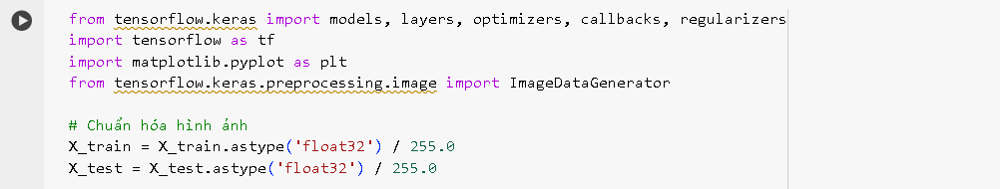 from tensorflow.keras import models, layers, optimizers, callbacks, regularizers
import tensorflow as tf
import matplotlib.pyplot as plt
from tensorflow.keras.preprocessing.image import ImageDataGenerator
# Chuẩn hóa hình ảnh
X_train = X_train.astype('float32') / 255.0
X_test = X_test.astype('float32') / 255.0